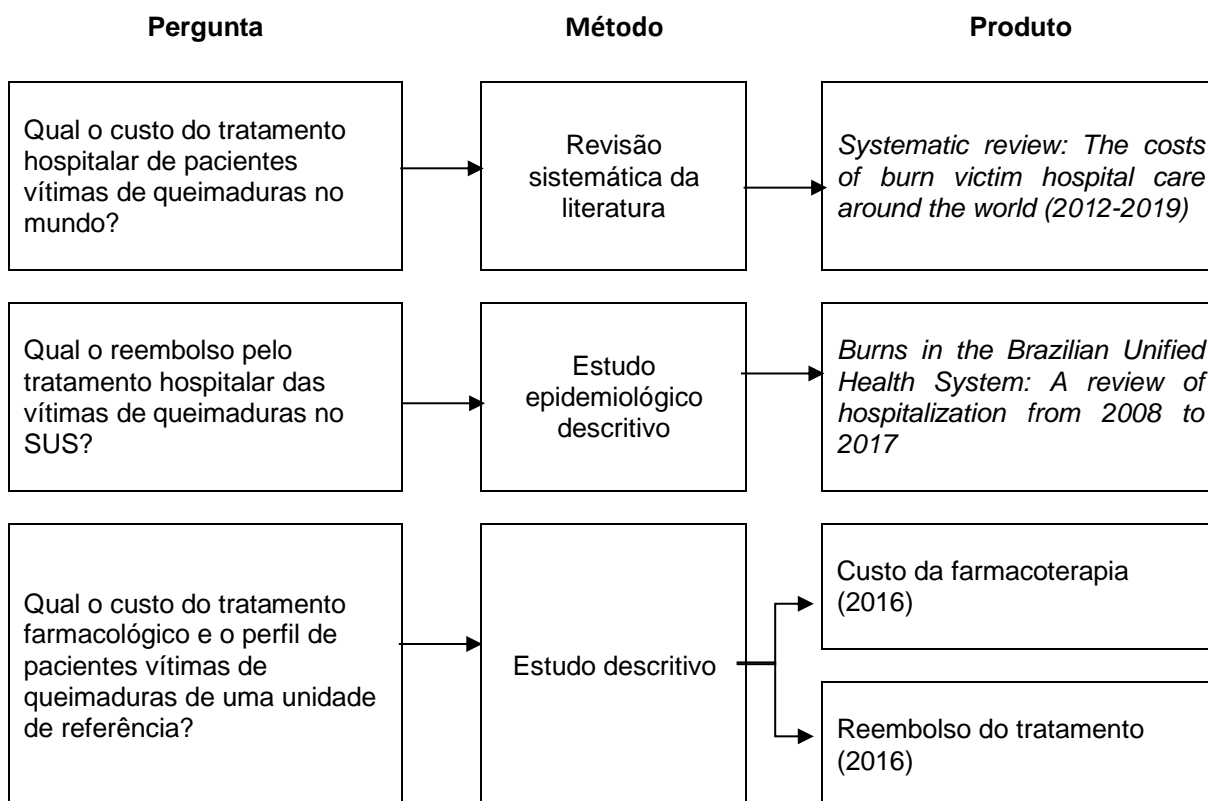 Pergunta
Método
Produto
Qual o custo do tratamento
hospitalar de pacientes
vítimas de queimaduras no
mundo?
Revisão
sistemática da
literatura
Systematic review: The costs
of burn victim hospital care
around the world (2012-2019)
Qual o reembolso pelo
tratamento hospitalar das
vítimas de queimaduras no
SUS?
Estudo
epidemiológico
descritivo
Burns in the Brazilian Unified
Health System: A review of
hospitalization from 2008 to
2017
Qual o custo do tratamento
farmacológico e o perfil de
pacientes vítimas de
queimaduras de uma unidade
de referência?
Estudo descritivo
Custo da farmacoterapia
(2016)
Reembolso do tratamento
(2016)